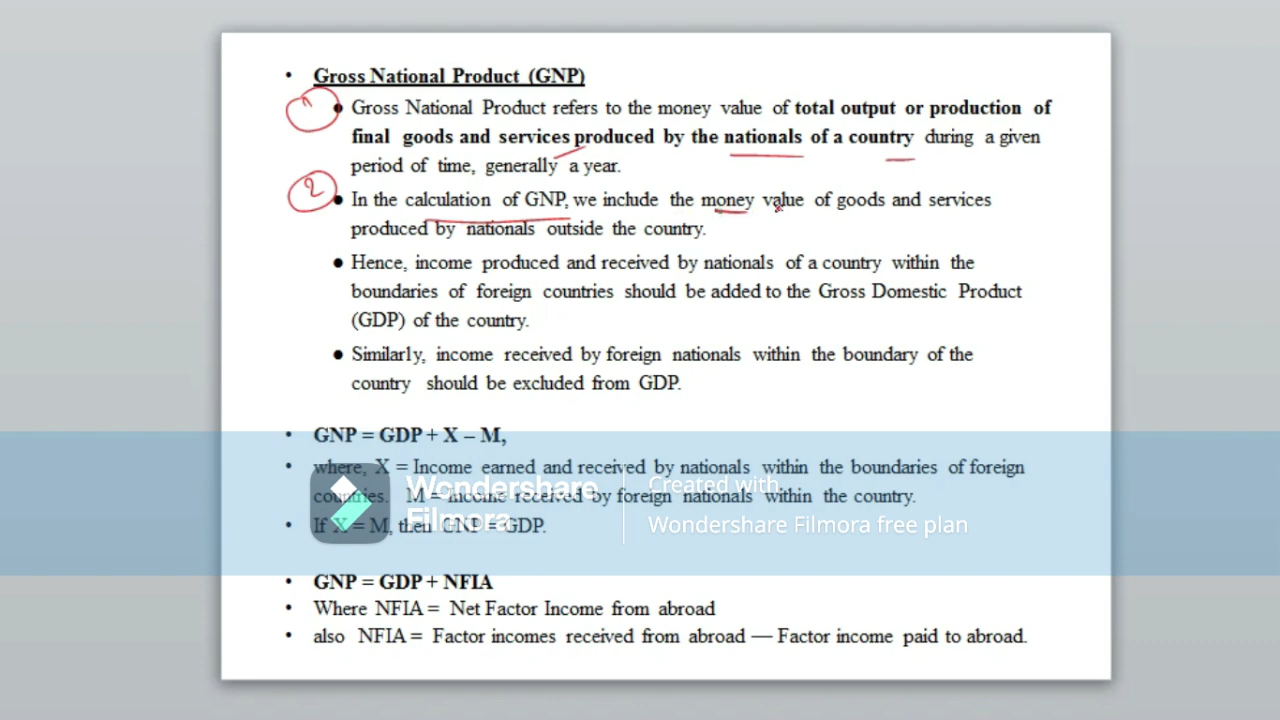 • Gross National Product (GNP)
1
● Gross National Product refers to the money value of total output or production of
final goods and services produced by the nationals of a country during a given
period of time, generally a year.
2
● In the calculation of GNP, we include the money value of goods and services
produced by nationals outside the country.
● Hence, income produced and received by nationals of a country within the
boundaries of foreign countries should be added to the Gross Domestic Product
(GDP) of the country.
● Similarly, income received by foreign nationals within the boundary of the
country should be excluded from GDP.
• GNP = GDP + X – M,
• where, X = Income earned and received by nationals within the boundaries of foreign
countries. M = income received by foreign nationals within the country.
• If X = M, then GNP = GDP.
Wondershare
Filmora
Created with
Wondershare Filmora free plan
• GNP = GDP + NFIA
• Where NFIA = Net Factor Income from abroad
• also NFIA = Factor incomes received from abroad — Factor income paid to abroad.